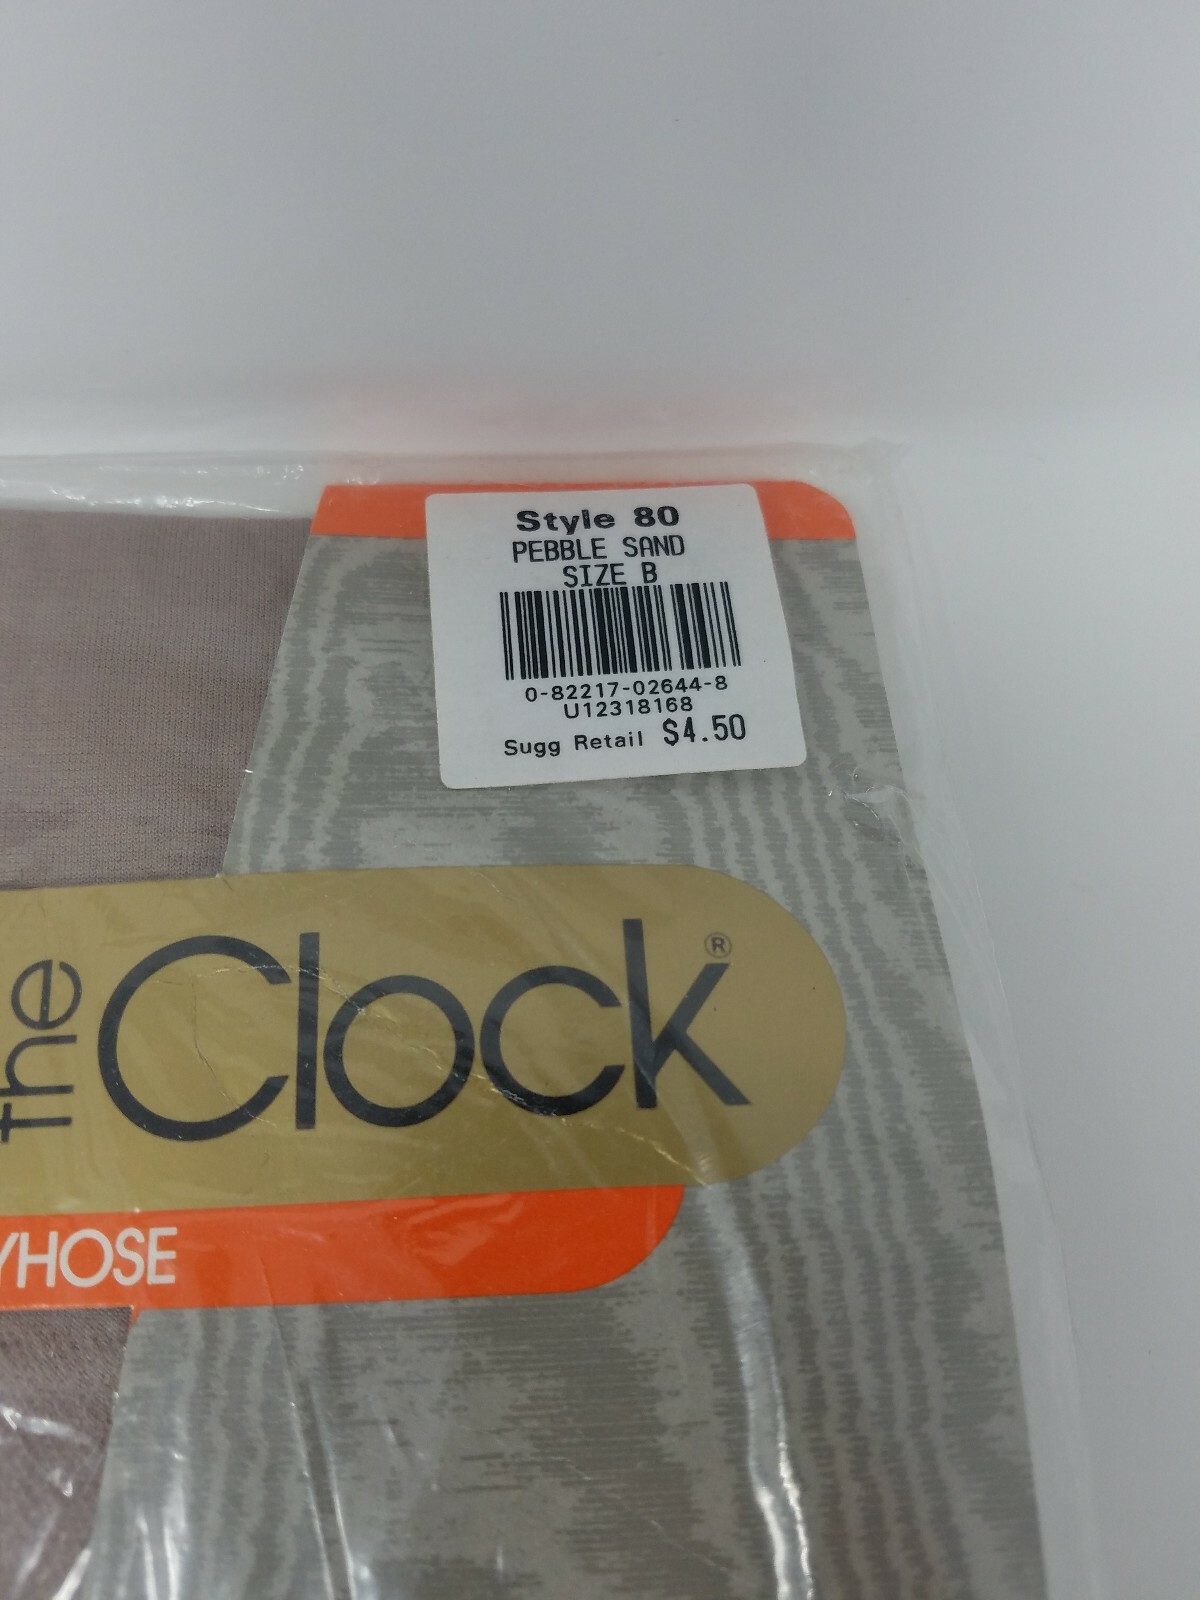 Style 80
PEBBLE SAND
SIZE B
0-82217-02644-8
U12318168
Sugg Retail $4.50
the Clock®
YHOSE